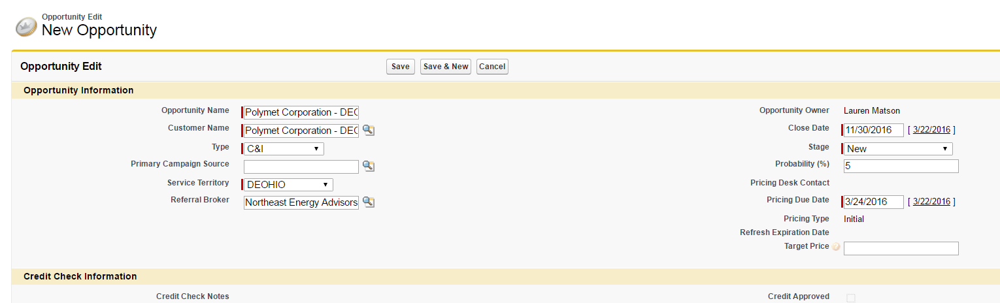 Opportunity Edit
New Opportunity
Opportunity Edit
Save
Save & New
Cancel
Opportunity Information
Opportunity Name Polymet Corporation - DEO
Customer Name Polymet Corporation - DEO
Type C&I
Primary Campaign Source
Service Territory DEOHIO
Referral Broker Northeast Energy Advisors
Opportunity Owner Lauren Matson
Close Date 11/30/2016 [ 3/22/2016 ]
Stage New
Probability (%) 5
Pricing Desk Contact
Pricing Due Date 3/24/2016 [ 3/22/2016 ]
Pricing Type Initial
Refresh Expiration Date
Target Price ?
Credit Check Information
Credit Check Notes
Credit Approved